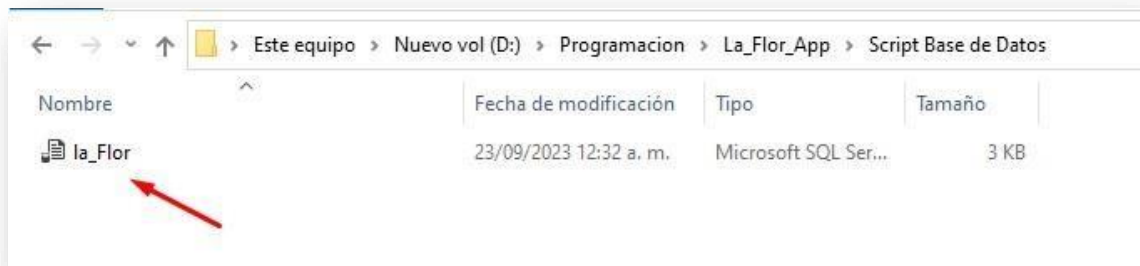 Este equipo > Nuevo vol (D:) > Programacion > La_Flor_App > Script Base de Datos
Nombre Fecha de modificación Tipo Tamaño
la_Flor 23/09/2023 12:32 a. m. Microsoft SQL Ser... 3 KB